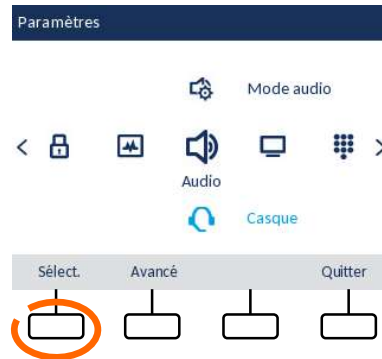 Paramètres
Mode audio
Audio
Casque
Sélect. Avancé Quitter